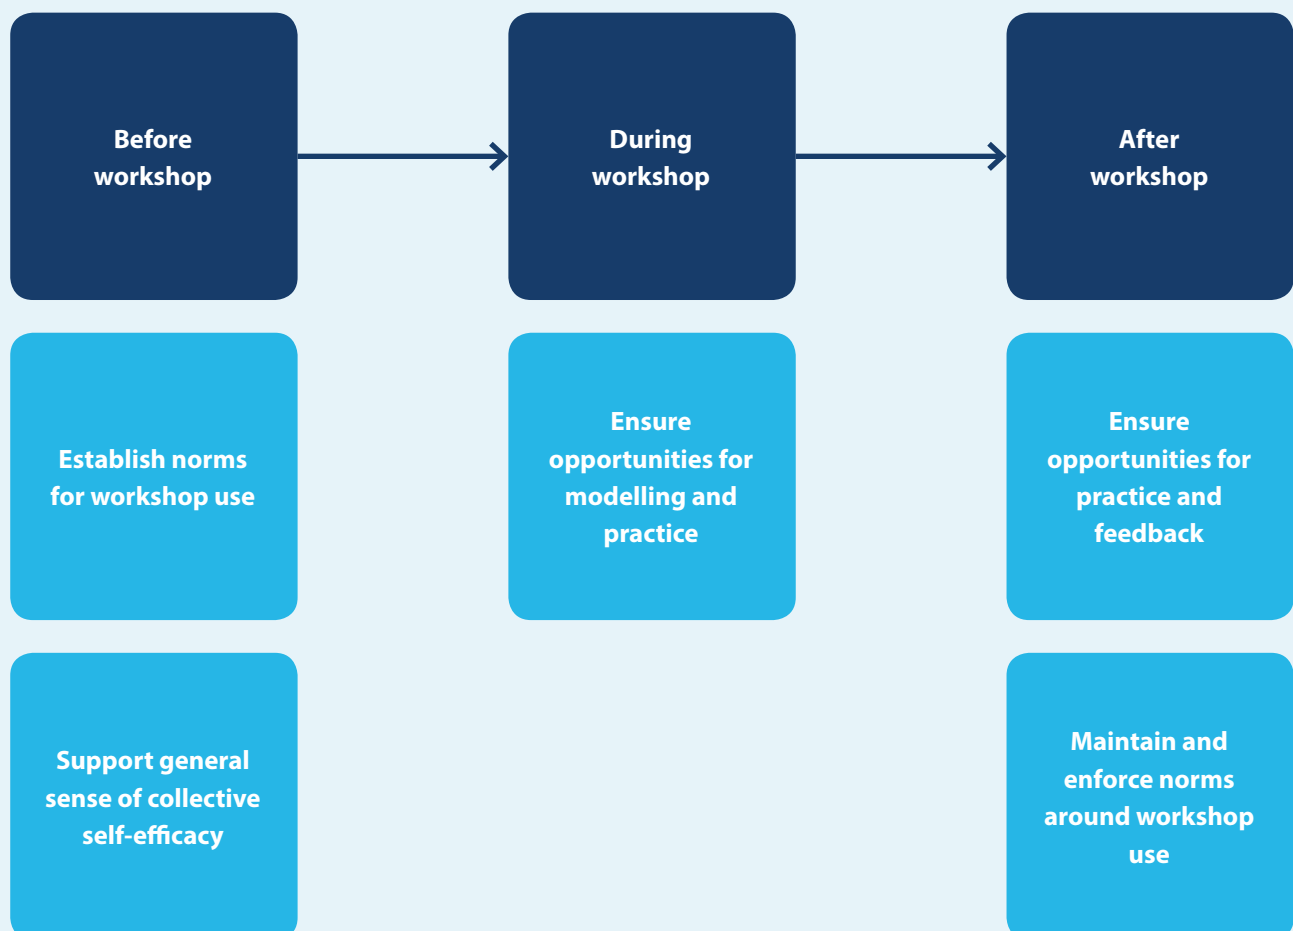 Before
workshop
During
workshop
After
workshop
Establish norms
for workshop use
Ensure
opportunities for
modelling and
practice
Ensure
opportunities for
practice and
feedback
Support general
sense of collective
self-efficacy
Maintain and
enforce norms
around workshop
use